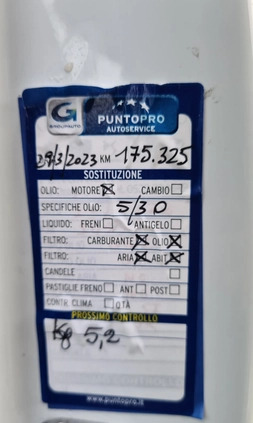 G
PUNTOPRO
AUTOSERVICE
29/3/2023 KM 175.325
SOSTITUZIONE
OLIO: MOTORE ☒ CAMBIO ☐
SPECIFICHE OLIO: 5/30
LIQUIDO: FRENI ☐ ANTIGELO ☐
FILTRO: CARBURANTE ☒ OLIO ☒
FILTRO: ARIA ☒ ABIT ☒
CANDELE ☐
PASTIGLIE FRENO ☐ ANT ☐ POST ☐
CONTR. CLIMA ☐ QTÀ
PROSSIMO CONTROLLO
Kg 5,2
www.puntopro.it